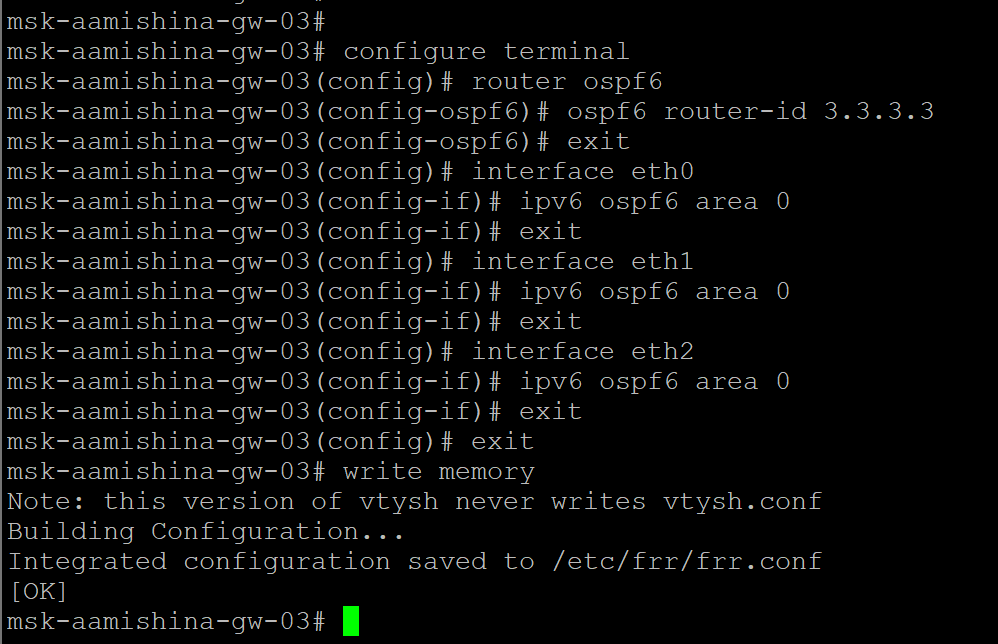 msk-aamishina-gw-03#
msk-aamishina-gw-03# configure terminal
msk-aamishina-gw-03(config)# router ospf6
msk-aamishina-gw-03(config-ospf6)# ospf6 router-id 3.3.3.3
msk-aamishina-gw-03(config-ospf6)# exit
msk-aamishina-gw-03(config)# interface eth0
msk-aamishina-gw-03(config-if)# ipv6 ospf6 area 0
msk-aamishina-gw-03(config-if)# exit
msk-aamishina-gw-03(config)# interface eth1
msk-aamishina-gw-03(config-if)# ipv6 ospf6 area 0
msk-aamishina-gw-03(config-if)# exit
msk-aamishina-gw-03(config)# interface eth2
msk-aamishina-gw-03(config-if)# ipv6 ospf6 area 0
msk-aamishina-gw-03(config-if)# exit
msk-aamishina-gw-03(config)# exit
msk-aamishina-gw-03# write memory
Note: this version of vtysh never writes vtysh.conf
Building Configuration...
Integrated configuration saved to /etc/frr/frr.conf
[OK]
msk-aamishina-gw-03#